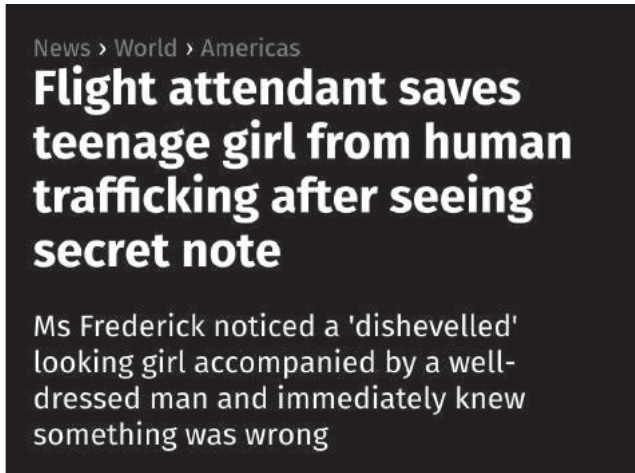 News › World › Americas
Flight attendant saves
teenage girl from human
trafficking after seeing
secret note
Ms Frederick noticed a 'dishevelled'
looking girl accompanied by a well-
dressed man and immediately knew
something was wrong